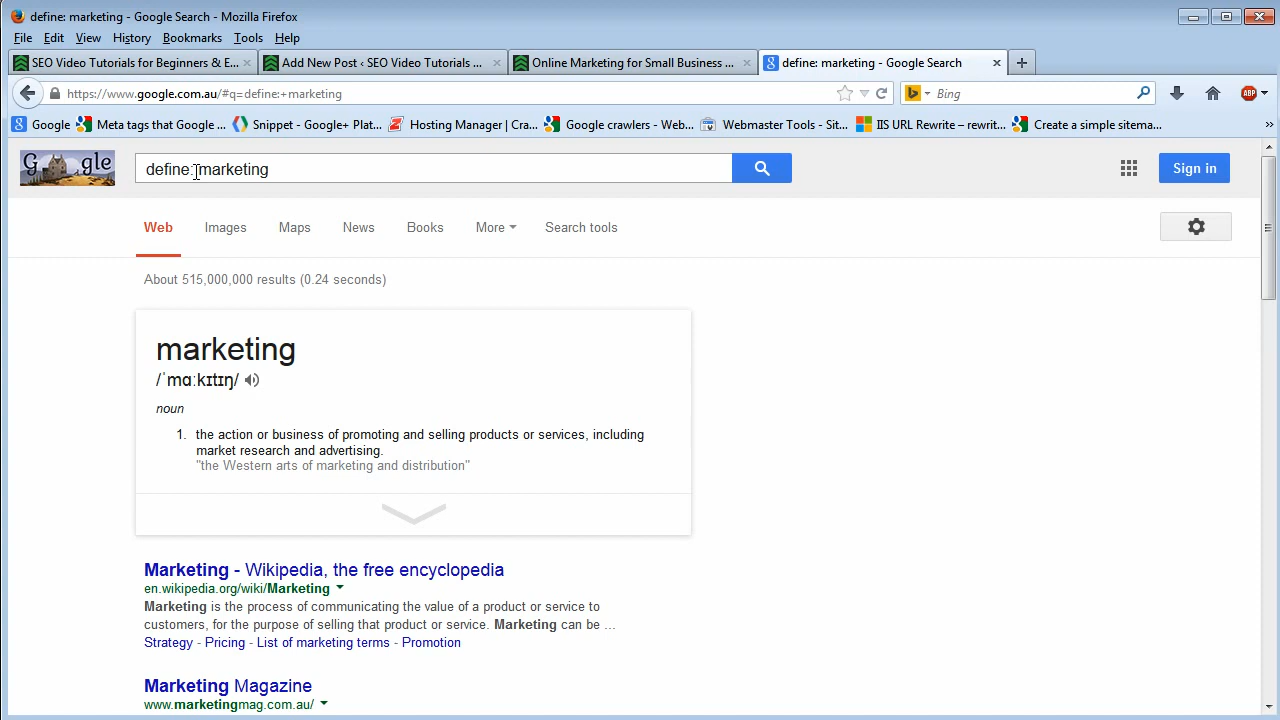 define: marketing - Google Search - Mozilla Firefox
File Edit View History Bookmarks Tools Help
SEO Video Tutorials for Beginners & E... Add New Post ‹ SEO Video Tutorials ... Online Marketing for Small Business ... define: marketing - Google Search
https://www.google.com.au/#q=define:+marketing Bing ABP
Google Meta tags that Google ... Snippet - Google+ Plat... Hosting Manager | Cra... Google crawlers - Web... Webmaster Tools - Sit... IIS URL Rewrite – rewrit... Create a simple sitema... »
Google define: marketing Sign in
Web Images Maps News Books More Search tools
About 515,000,000 results (0.24 seconds)
marketing
/ˈmɑːkɪtɪŋ/
noun
1. the action or business of promoting and selling products or services, including
market research and advertising.
"the Western arts of marketing and distribution"
Marketing - Wikipedia, the free encyclopedia
en.wikipedia.org/wiki/Marketing
Marketing is the process of communicating the value of a product or service to
customers, for the purpose of selling that product or service. Marketing can be ...
Strategy - Pricing - List of marketing terms - Promotion
Marketing Magazine
www.marketingmag.com.au/